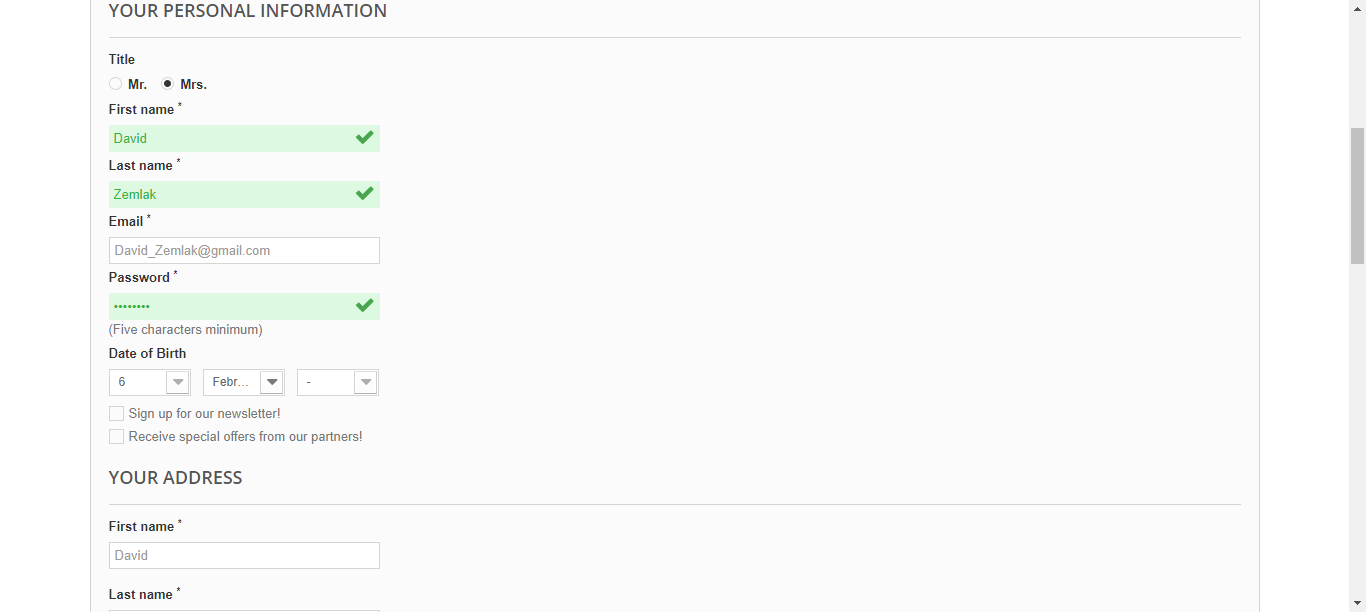 YOUR PERSONAL INFORMATION
Title
Mr. Mrs.
First name *
David
Last name *
Zemlak
Email *
David_Zemlak@gmail.com
Password *
••••••••
(Five characters minimum)
Date of Birth
6 Febr... -
Sign up for our newsletter!
Receive special offers from our partners!
YOUR ADDRESS
First name *
David
Last name *